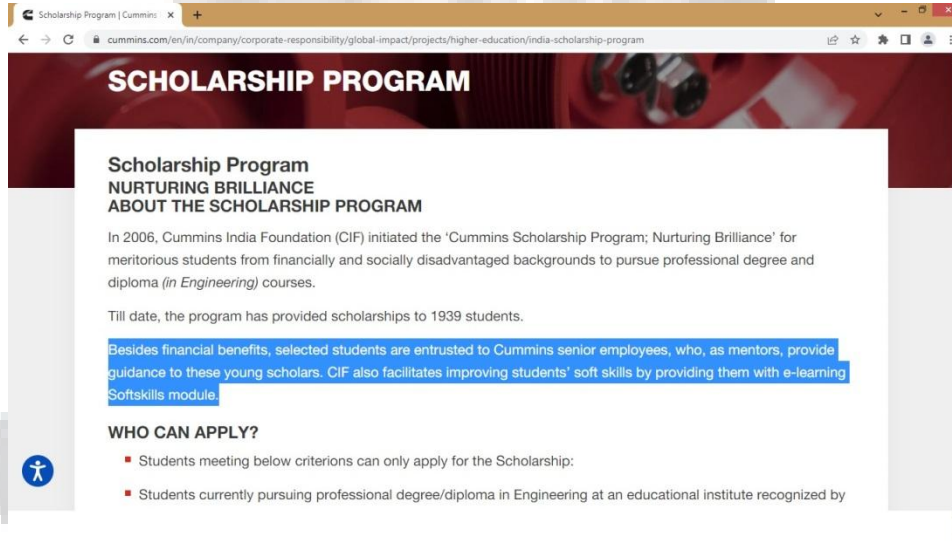 Scholarship Program | Cummins
cummins.com/en/in/company/corporate-responsibility/global-impact/projects/higher-education/india-scholarship-program
SCHOLARSHIP PROGRAM
Scholarship Program
NURTURING BRILLIANCE
ABOUT THE SCHOLARSHIP PROGRAM
In 2006, Cummins India Foundation (CIF) initiated the ‘Cummins Scholarship Program; Nurturing Brilliance’ for
meritorious students from financially and socially disadvantaged backgrounds to pursue professional degree and
diploma (in Engineering) courses.
Till date, the program has provided scholarships to 1939 students.
Besides financial benefits, selected students are entrusted to Cummins senior employees, who, as mentors, provide
guidance to these young scholars. CIF also facilitates improving students’ soft skills by providing them with e-learning
Softskills module.
WHO CAN APPLY?
Students meeting below criterions can only apply for the Scholarship:
Students currently pursuing professional degree/diploma in Engineering at an educational institute recognized by